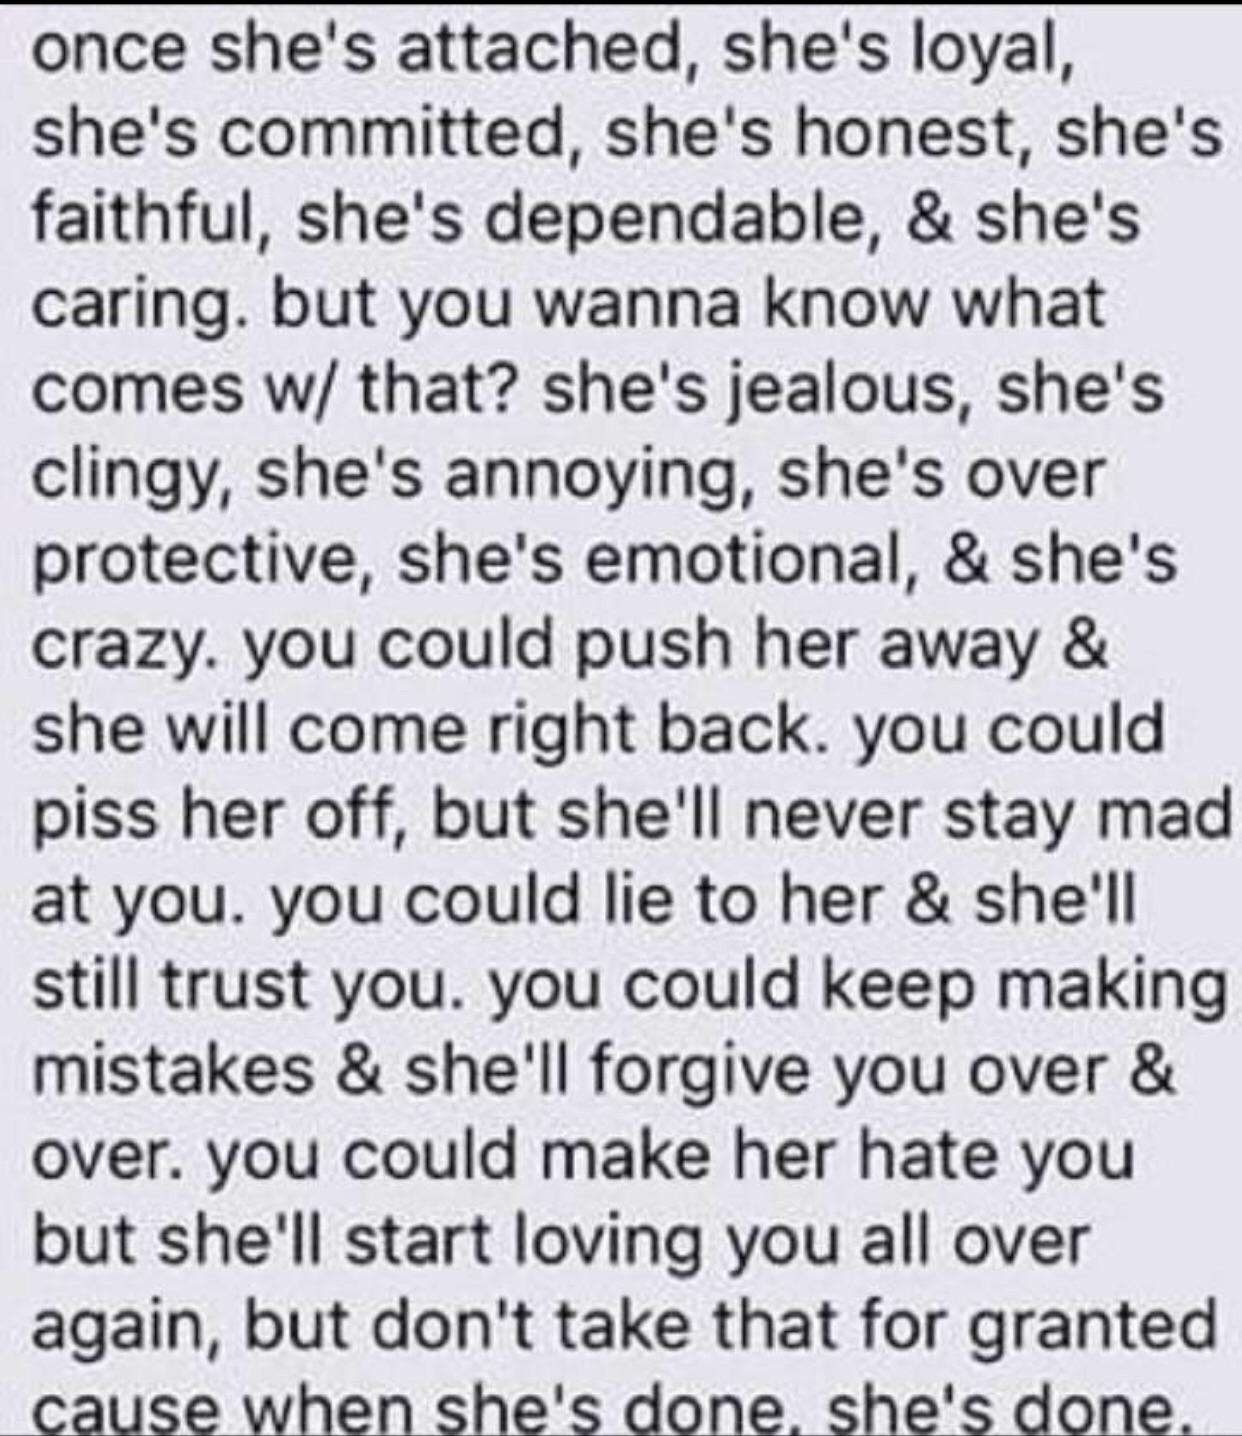 once she's attached, she's loyal,
she's committed, she's honest, she's
faithful, she's dependable, & she's
caring. but you wanna know what
comes w/ that? she's jealous, she's
clingy, she's annoying, she's over
protective, she's emotional, & she's
crazy. you could push her away &
she will come right back. you could
piss her off, but she'll never stay mad
at you. you could lie to her & she'll
still trust you. you could keep making
mistakes & she'll forgive you over &
over. you could make her hate you
but she'll start loving you all over
again, but don't take that for granted
cause when she's done, she's done.